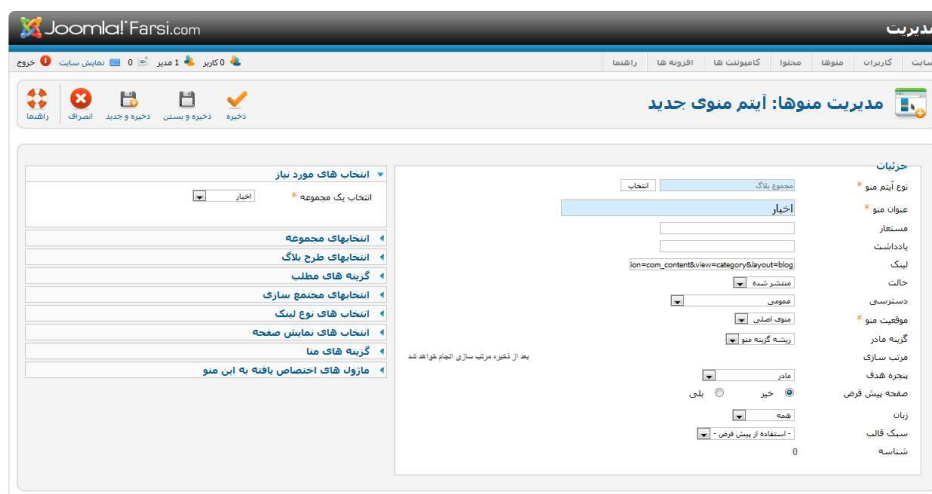 Joomla! Farsi.com
مدیریت
سایت کاربران منوها محتوا کامپوننت ها افزونه ها راهنما
0 کاربر 1 مدیر 0 نمایش سایت خروج
مدیریت منوها: آیتم منوی جدید
ذخیره ذخیره و بستن ذخیره و جدید انصراف راهنما
جزئیات
نوع آیتم منو * مجموع بلاگ انتخاب
عنوان منو * اخبار
مستعار
یادداشت
لینک ion=com_content&view=category&layout=blog
حالت منتشر شده
دسترسی عمومی
موقعیت منو * منوی اصلی
گزینه مادر ریشه گزینه منو
مرتب سازی بعد از ذخیره مرتب سازی انجام خواهد شد
پنجره هدف مادر
صفحه پیش فرض خیر بلی
زبان همه
سبک قالب - استفاده از پیش فرض -
شناسه 0
انتخاب های مورد نیاز
انتخاب یک مجموعه * اخبار
انتخابهای مجموعه
انتخابهای طرح بلاگ
گزینه های مطلب
انتخابهای مجتمع سازی
انتخاب های نوع لینک
انتخاب های نمایش صفحه
گزینه های متا
ماژول های اختصاص یافته به این منو